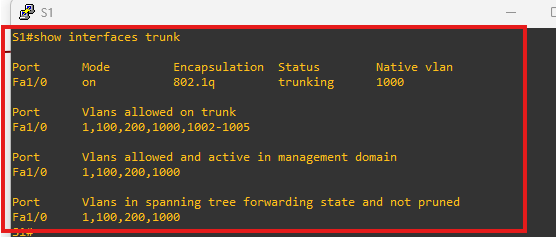 S1
S1#show interfaces trunk
Port Mode Encapsulation Status Native vlan
Fa1/0 on 802.1q trunking 1000
Port Vlans allowed on trunk
Fa1/0 1,100,200,1000,1002-1005
Port Vlans allowed and active in management domain
Fa1/0 1,100,200,1000
Port Vlans in spanning tree forwarding state and not pruned
Fa1/0 1,100,200,1000
S1#